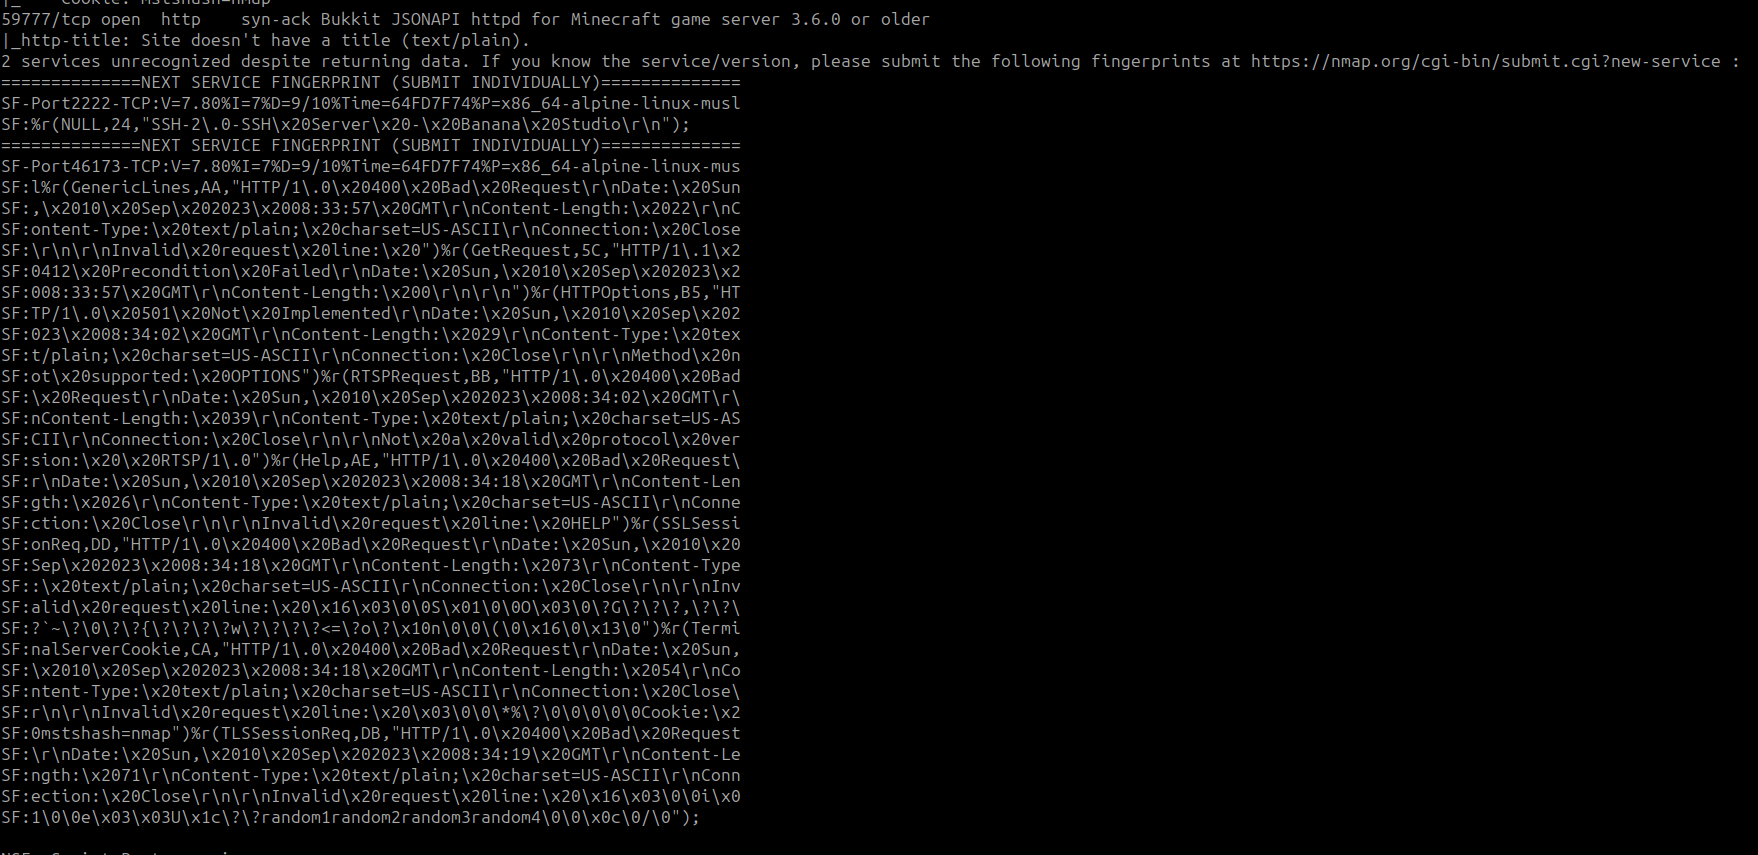 |_    Cookie: mstshash=nmap
59777/tcp open  http    syn-ack Bukkit JSONAPI httpd for Minecraft game server 3.6.0 or older
|_http-title: Site doesn't have a title (text/plain).
2 services unrecognized despite returning data. If you know the service/version, please submit the following fingerprints at https://nmap.org/cgi-bin/submit.cgi?new-service :
==============NEXT SERVICE FINGERPRINT (SUBMIT INDIVIDUALLY)==============
SF-Port2222-TCP:V=7.80%I=7%D=9/10%Time=64FD7F74%P=x86_64-alpine-linux-musl
SF:%r(NULL,24,"SSH-2\.0-SSH\x20Server\x20-\x20Banana\x20Studio\r\n");
==============NEXT SERVICE FINGERPRINT (SUBMIT INDIVIDUALLY)==============
SF-Port46173-TCP:V=7.80%I=7%D=9/10%Time=64FD7F74%P=x86_64-alpine-linux-mus
SF:l%r(GenericLines,AA,"HTTP/1\.0\x20400\x20Bad\x20Request\r\nDate:\x20Sun
SF:,\x2010\x20Sep\x202023\x2008:33:57\x20GMT\r\nContent-Length:\x2022\r\nC
SF:ontent-Type:\x20text/plain;\x20charset=US-ASCII\r\nConnection:\x20Close
SF:\r\n\r\nInvalid\x20request\x20line:\x20")%r(GetRequest,5C,"HTTP/1\.1\x2
SF:0412\x20Precondition\x20Failed\r\nDate:\x20Sun,\x2010\x20Sep\x202023\x2
SF:008:33:57\x20GMT\r\nContent-Length:\x200\r\n\r\n")%r(HTTPOptions,B5,"HT
SF:TP/1\.0\x20501\x20Not\x20Implemented\r\nDate:\x20Sun,\x2010\x20Sep\x202
SF:023\x2008:34:02\x20GMT\r\nContent-Length:\x2029\r\nContent-Type:\x20tex
SF:t/plain;\x20charset=US-ASCII\r\nConnection:\x20Close\r\n\r\nMethod\x20n
SF:ot\x20supported:\x20OPTIONS")%r(RTSPRequest,BB,"HTTP/1\.0\x20400\x20Bad
SF:\x20Request\r\nDate:\x20Sun,\x2010\x20Sep\x202023\x2008:34:02\x20GMT\r\
SF:nContent-Length:\x2039\r\nContent-Type:\x20text/plain;\x20charset=US-AS
SF:CII\r\nConnection:\x20Close\r\n\r\nNot\x20a\x20valid\x20protocol\x20ver
SF:sion:\x20\x20RTSP/1\.0")%r(Help,AE,"HTTP/1\.0\x20400\x20Bad\x20Request\
SF:r\nDate:\x20Sun,\x2010\x20Sep\x202023\x2008:34:18\x20GMT\r\nContent-Len
SF:gth:\x2026\r\nContent-Type:\x20text/plain;\x20charset=US-ASCII\r\nConne
SF:ction:\x20Close\r\n\r\nInvalid\x20request\x20line:\x20HELP")%r(SSLSessi
SF:onReq,DD,"HTTP/1\.0\x20400\x20Bad\x20Request\r\nDate:\x20Sun,\x2010\x20
SF:Sep\x202023\x2008:34:18\x20GMT\r\nContent-Length:\x2073\r\nContent-Type
SF::\x20text/plain;\x20charset=US-ASCII\r\nConnection:\x20Close\r\n\r\nInv
SF:alid\x20request\x20line:\x20\x16\x03\0\0S\x01\0\0O\x03\0\?G\?\?\?,\?\?\
SF:?`~\?\0\?\?{\?\?\?\?w\?\?\?\?<=\?o\?\x10n\0\0\(\0\x16\0\x13\0")%r(Termi
SF:nalServerCookie,CA,"HTTP/1\.0\x20400\x20Bad\x20Request\r\nDate:\x20Sun,
SF:\x2010\x20Sep\x202023\x2008:34:18\x20GMT\r\nContent-Length:\x2054\r\nCo
SF:ntent-Type:\x20text/plain;\x20charset=US-ASCII\r\nConnection:\x20Close\
SF:r\n\r\nInvalid\x20request\x20line:\x20\x03\0\0\*%\?\0\0\0\0\0Cookie:\x2
SF:0mstshash=nmap")%r(TLSSessionReq,DB,"HTTP/1\.0\x20400\x20Bad\x20Request
SF:\r\nDate:\x20Sun,\x2010\x20Sep\x202023\x2008:34:19\x20GMT\r\nContent-Le
SF:ngth:\x2071\r\nContent-Type:\x20text/plain;\x20charset=US-ASCII\r\nConn
SF:ection:\x20Close\r\n\r\nInvalid\x20request\x20line:\x20\x16\x03\0\0i\x0
SF:1\0\0e\x03\x03U\x1c\?\?random1random2random3random4\0\0\x0c\0/\0");